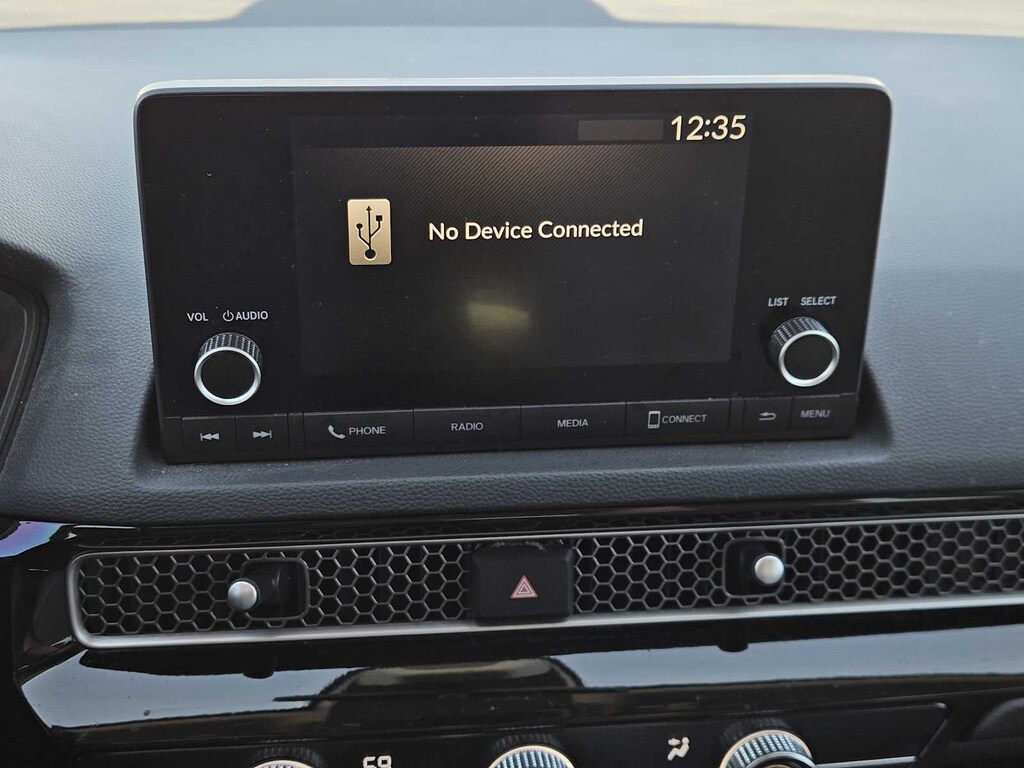 12:35
No Device Connected
VOL AUDIO
LIST SELECT
PHONE RADIO MEDIA CONNECT MENU